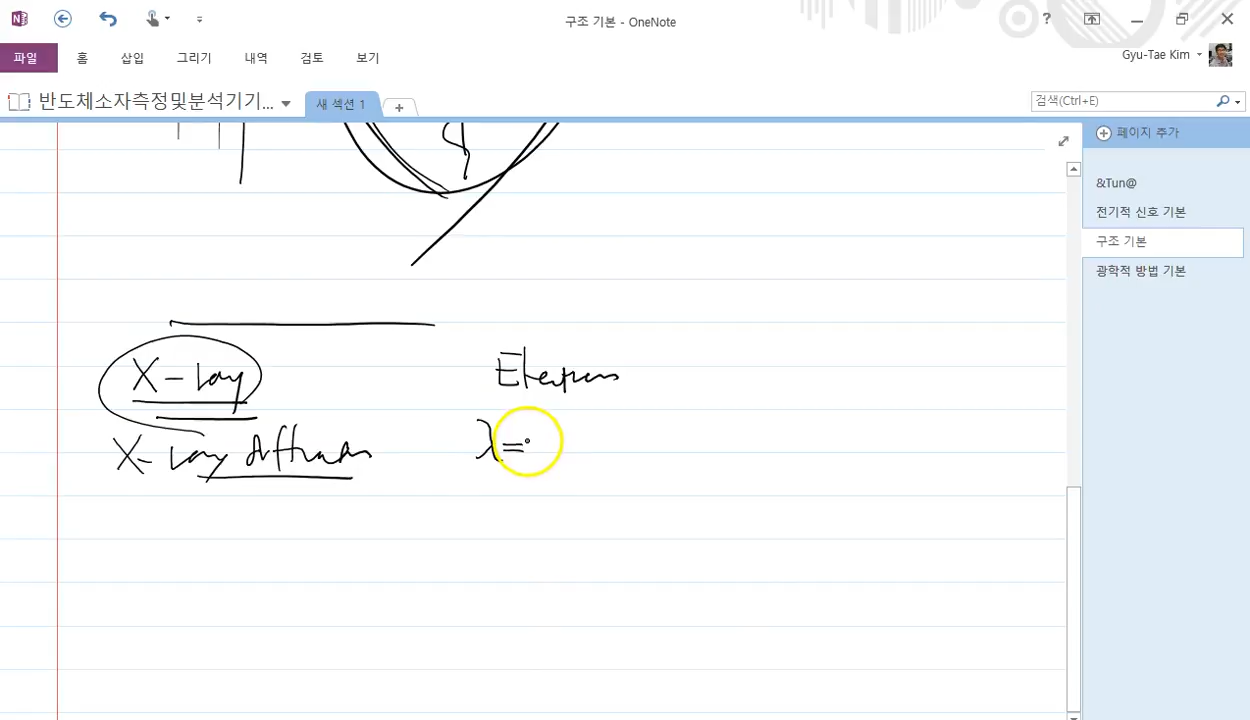 구조 기본 - OneNote
?
파일 홈 삽입 그리기 내역 검토 보기
Gyu-Tae Kim
반도체소자측정및분석기기... 새 섹션 1 +
검색(Ctrl+E)
페이지 추가
&Tun@
전기적 신호 기본
구조 기본
광학적 방법 기본
X-ray
X-ray
λ=